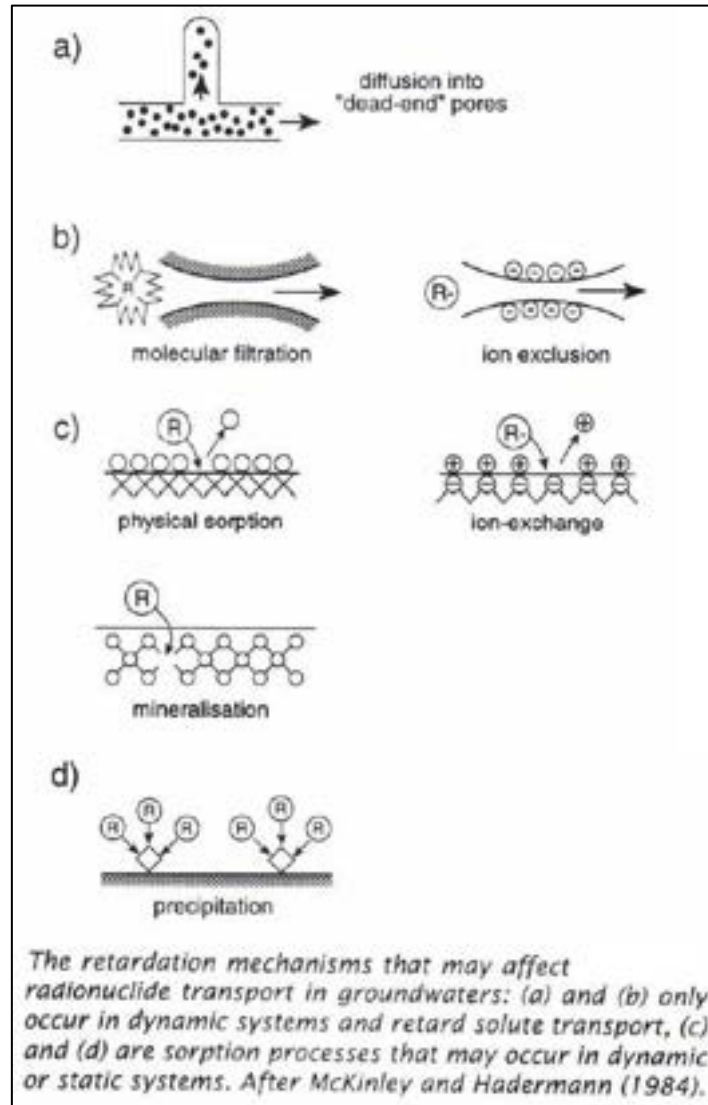 a)
diffusion into
"dead-end" pores
b)
R
R-
molecular filtration
ion exclusion
c)
R
R-
physical sorption
ion-exchange
R
mineralisation
d)
R R R R R R
precipitation
The retardation mechanisms that may affect
radionuclide transport in groundwaters: (a) and (b) only
occur in dynamic systems and retard solute transport, (c)
and (d) are sorption processes that may occur in dynamic
or static systems. After McKinley and Hadermann (1984).